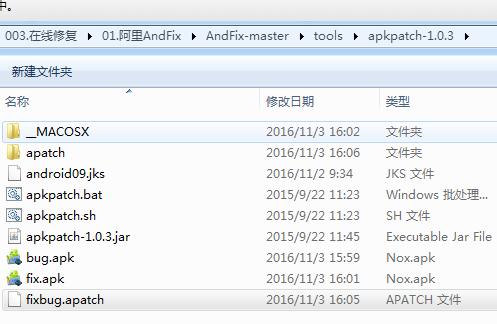 中。
003.在线修复 01.阿里AndFix AndFix-master tools apkpatch-1.0.3
新建文件夹
名称 修改日期 类型
__MACOSX 2016/11/3 16:02 文件夹
apatch 2016/11/3 16:06 文件夹
android09.jks 2016/11/2 9:34 JKS 文件
apkpatch.bat 2015/9/22 11:23 Windows 批处理...
apkpatch.sh 2015/9/22 11:23 SH 文件
apkpatch-1.0.3.jar 2015/9/22 11:45 Executable Jar File
bug.apk 2016/11/3 15:59 Nox.apk
fix.apk 2016/11/3 16:01 Nox.apk
fixbug.apatch 2016/11/3 16:05 APATCH 文件